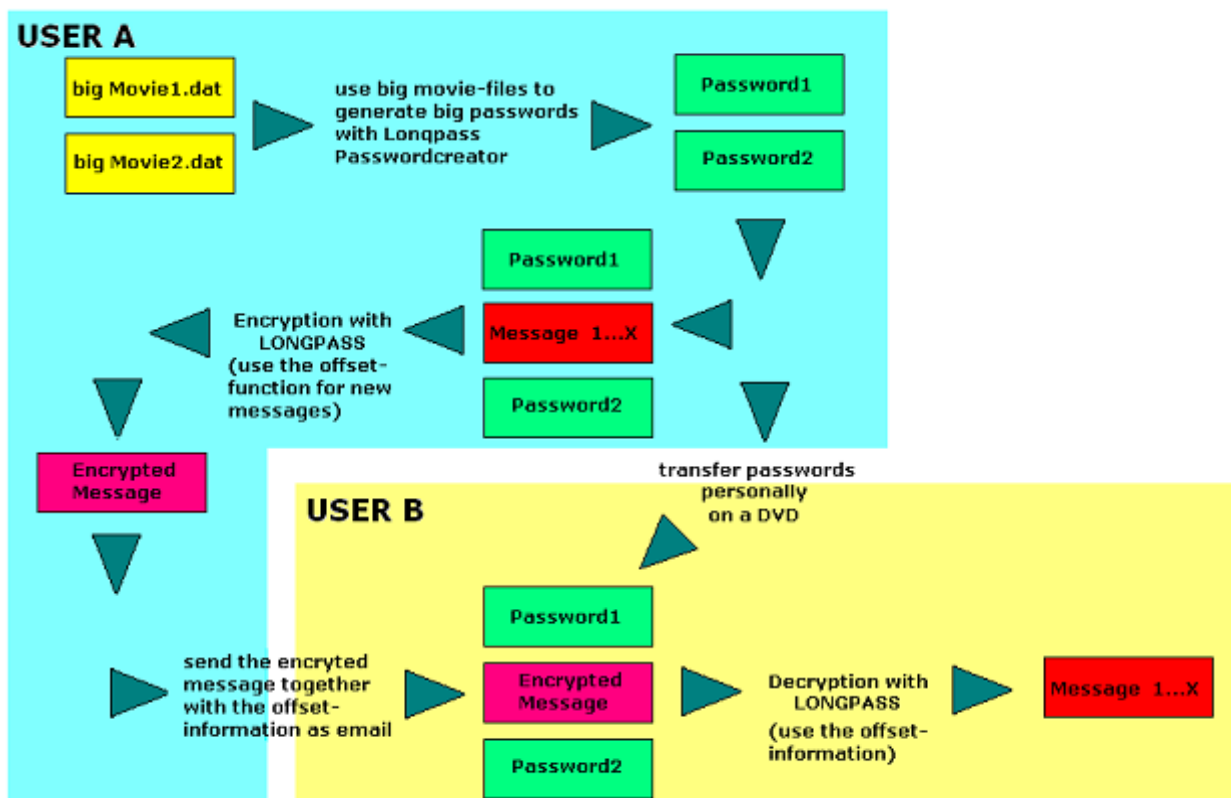 USER A
big Movie1.dat
big Movie2.dat
use big movie-files to
generate big passwords
with Longpass
Passwordcreator
Password1
Password2
Password1
Message 1...X
Password2
Encryption with
LONGPASS
(use the offset-
function for new
messages)
Encrypted
Message
transfer passwords
personally
on a DVD
USER B
send the encryted
message together
with the offset-
information as email
Password1
Encrypted
Message
Password2
Decryption with
LONGPASS
(use the offset-
information)
Message 1...X